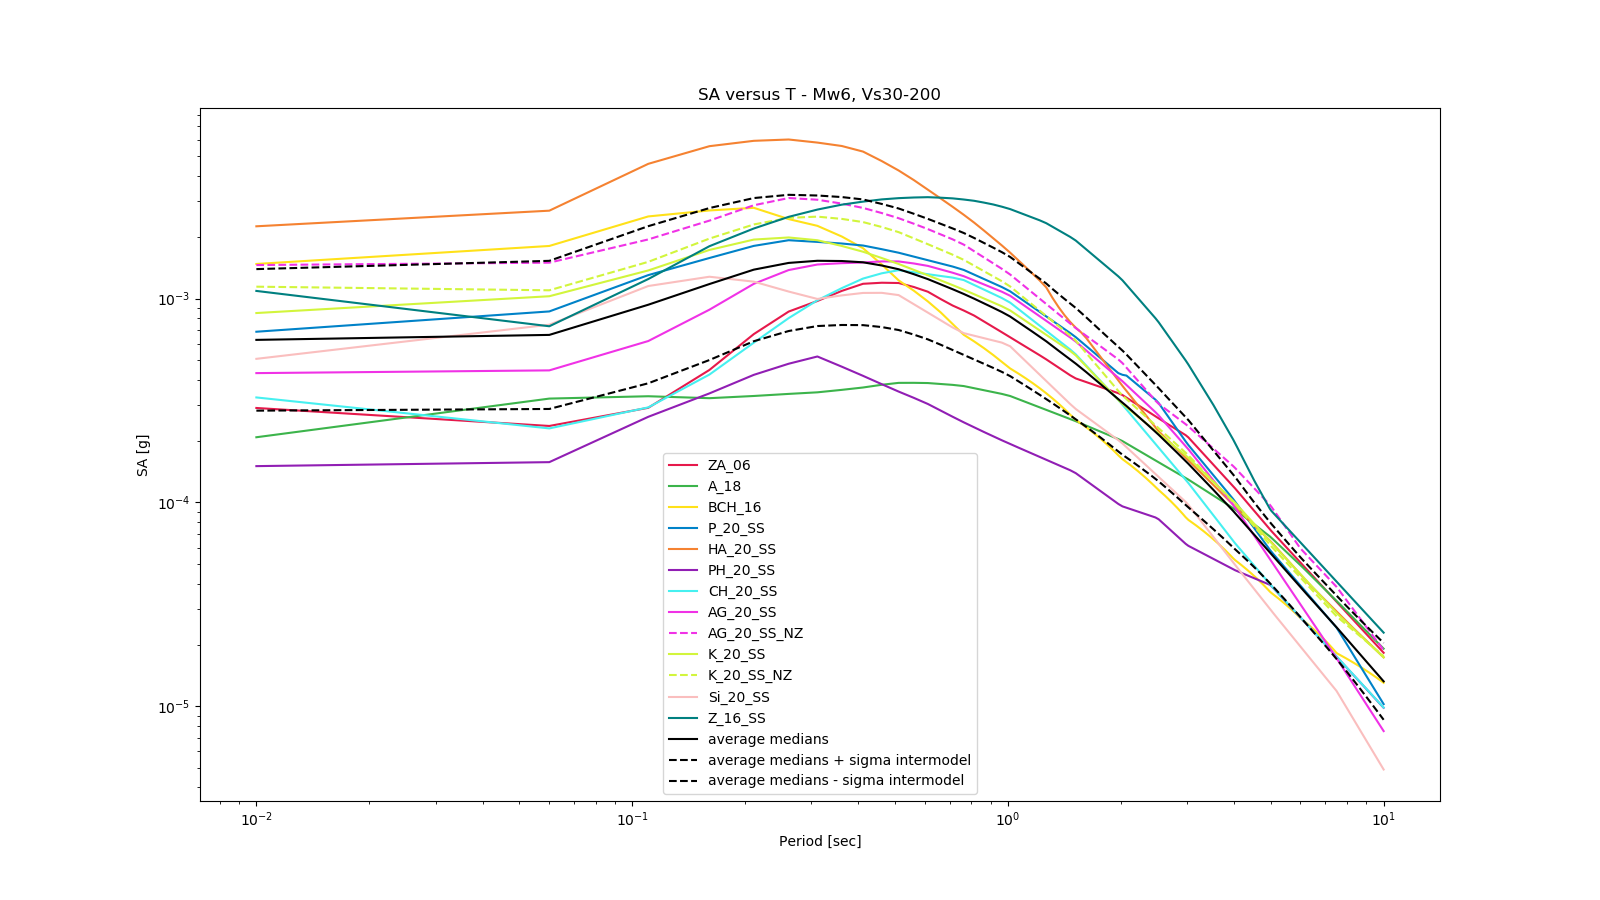 SA versus T - Mw6, Vs30-200
SA [g]
10⁻³
10⁻⁴
10⁻⁵
ZA_06
A_18
BCH_16
P_20_SS
HA_20_SS
PH_20_SS
CH_20_SS
AG_20_SS
AG_20_SS_NZ
K_20_SS
K_20_SS_NZ
Si_20_SS
Z_16_SS
average medians
average medians + sigma intermodel
average medians - sigma intermodel
10⁻² 10⁻¹ 10⁰ 10¹
Period [sec]